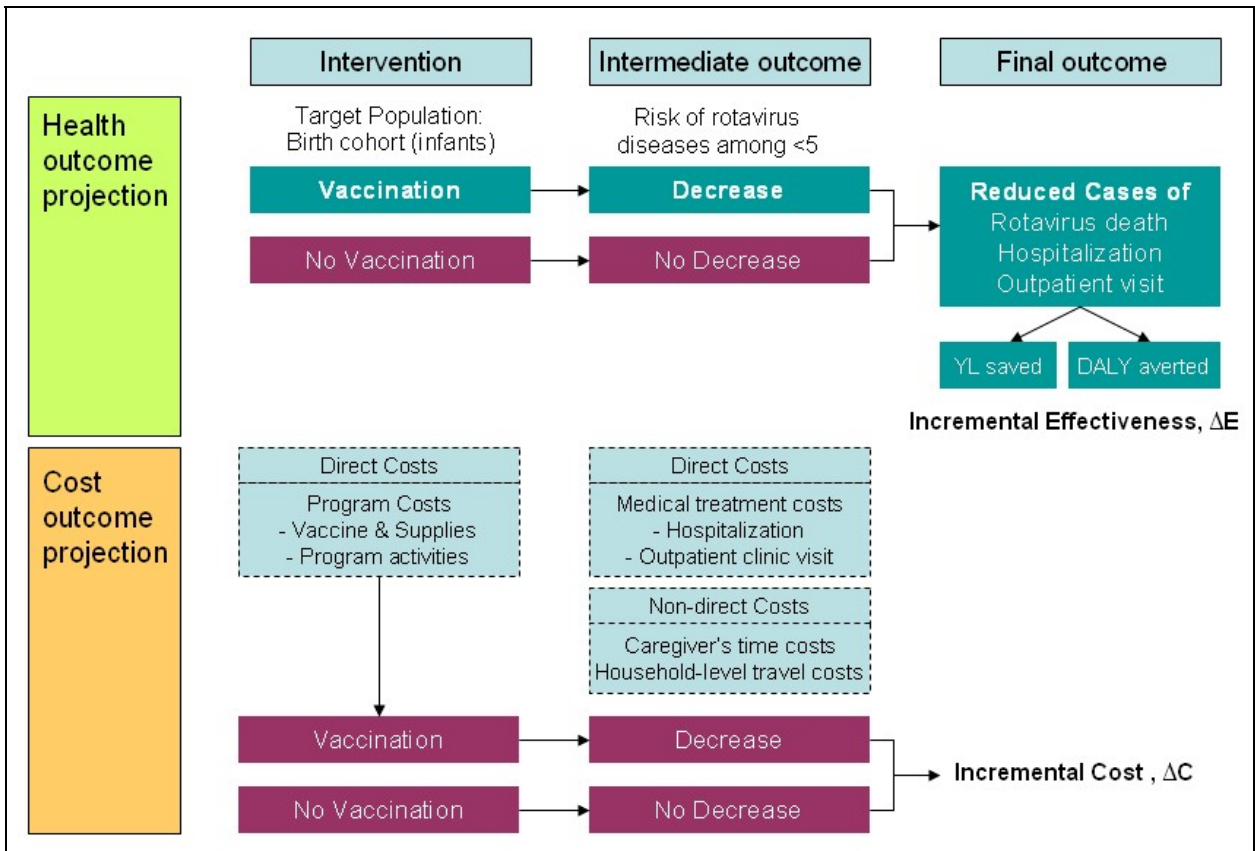 Intervention
Intermediate outcome
Final outcome
Health
outcome
projection
Target Population:
Birth cohort (infants)
Risk of rotavirus
diseases among <5
Vaccination
Decrease
No Vaccination
No Decrease
Reduced Cases of
Rotavirus death
Hospitalization
Outpatient visit
YL saved
DALY averted
Incremental Effectiveness, ΔE
Cost
outcome
projection
Direct Costs
Program Costs
- Vaccine & Supplies
- Program activities
Direct Costs
Medical treatment costs
- Hospitalization
- Outpatient clinic visit
Non-direct Costs
Caregiver's time costs
Household-level travel costs
Vaccination
Decrease
No Vaccination
No Decrease
Incremental Cost , ΔC